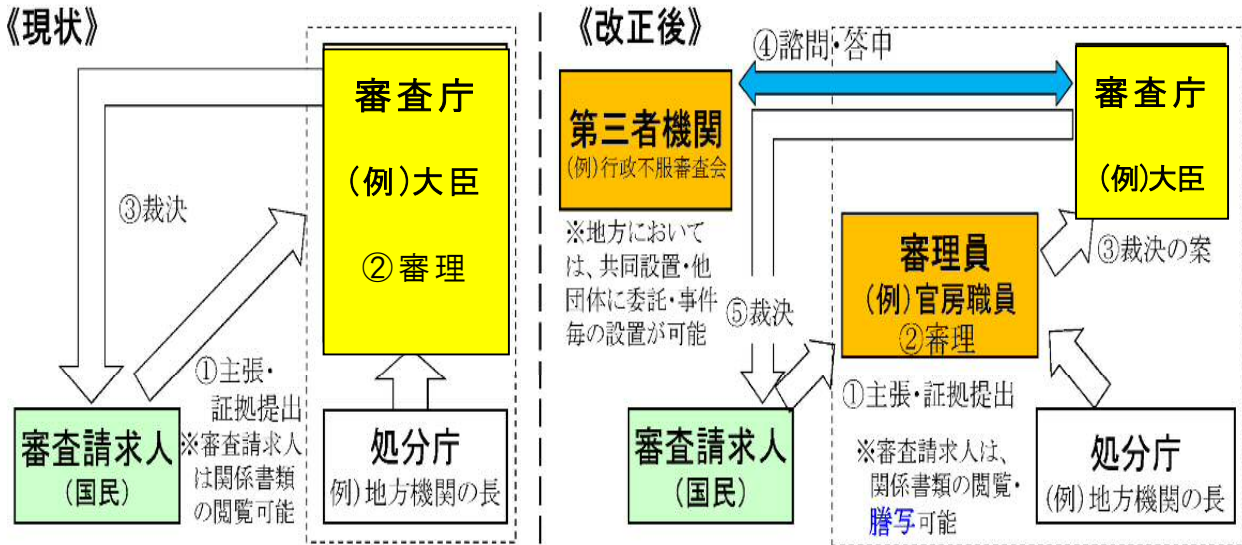 《現状》
審査庁
(例)大臣
②審理
③裁決
①主張・
証拠提出
※審査請求人
は関係書類
の閲覧可能
審査請求人
(国民)
処分庁
例)地方機関の長
《改正後》
④諮問・答申
第三者機関
(例)行政不服審査会
※地方において
は、共同設置・他
団体に委託・事件
毎の設置が可能
審査庁
(例)大臣
審理員
(例)官房職員
②審理
③裁決の案
⑤裁決
①主張・証拠提出
※審査請求人は、
関係書類の閲覧・
謄写可能
審査請求人
(国民)
処分庁
(例)地方機関の長